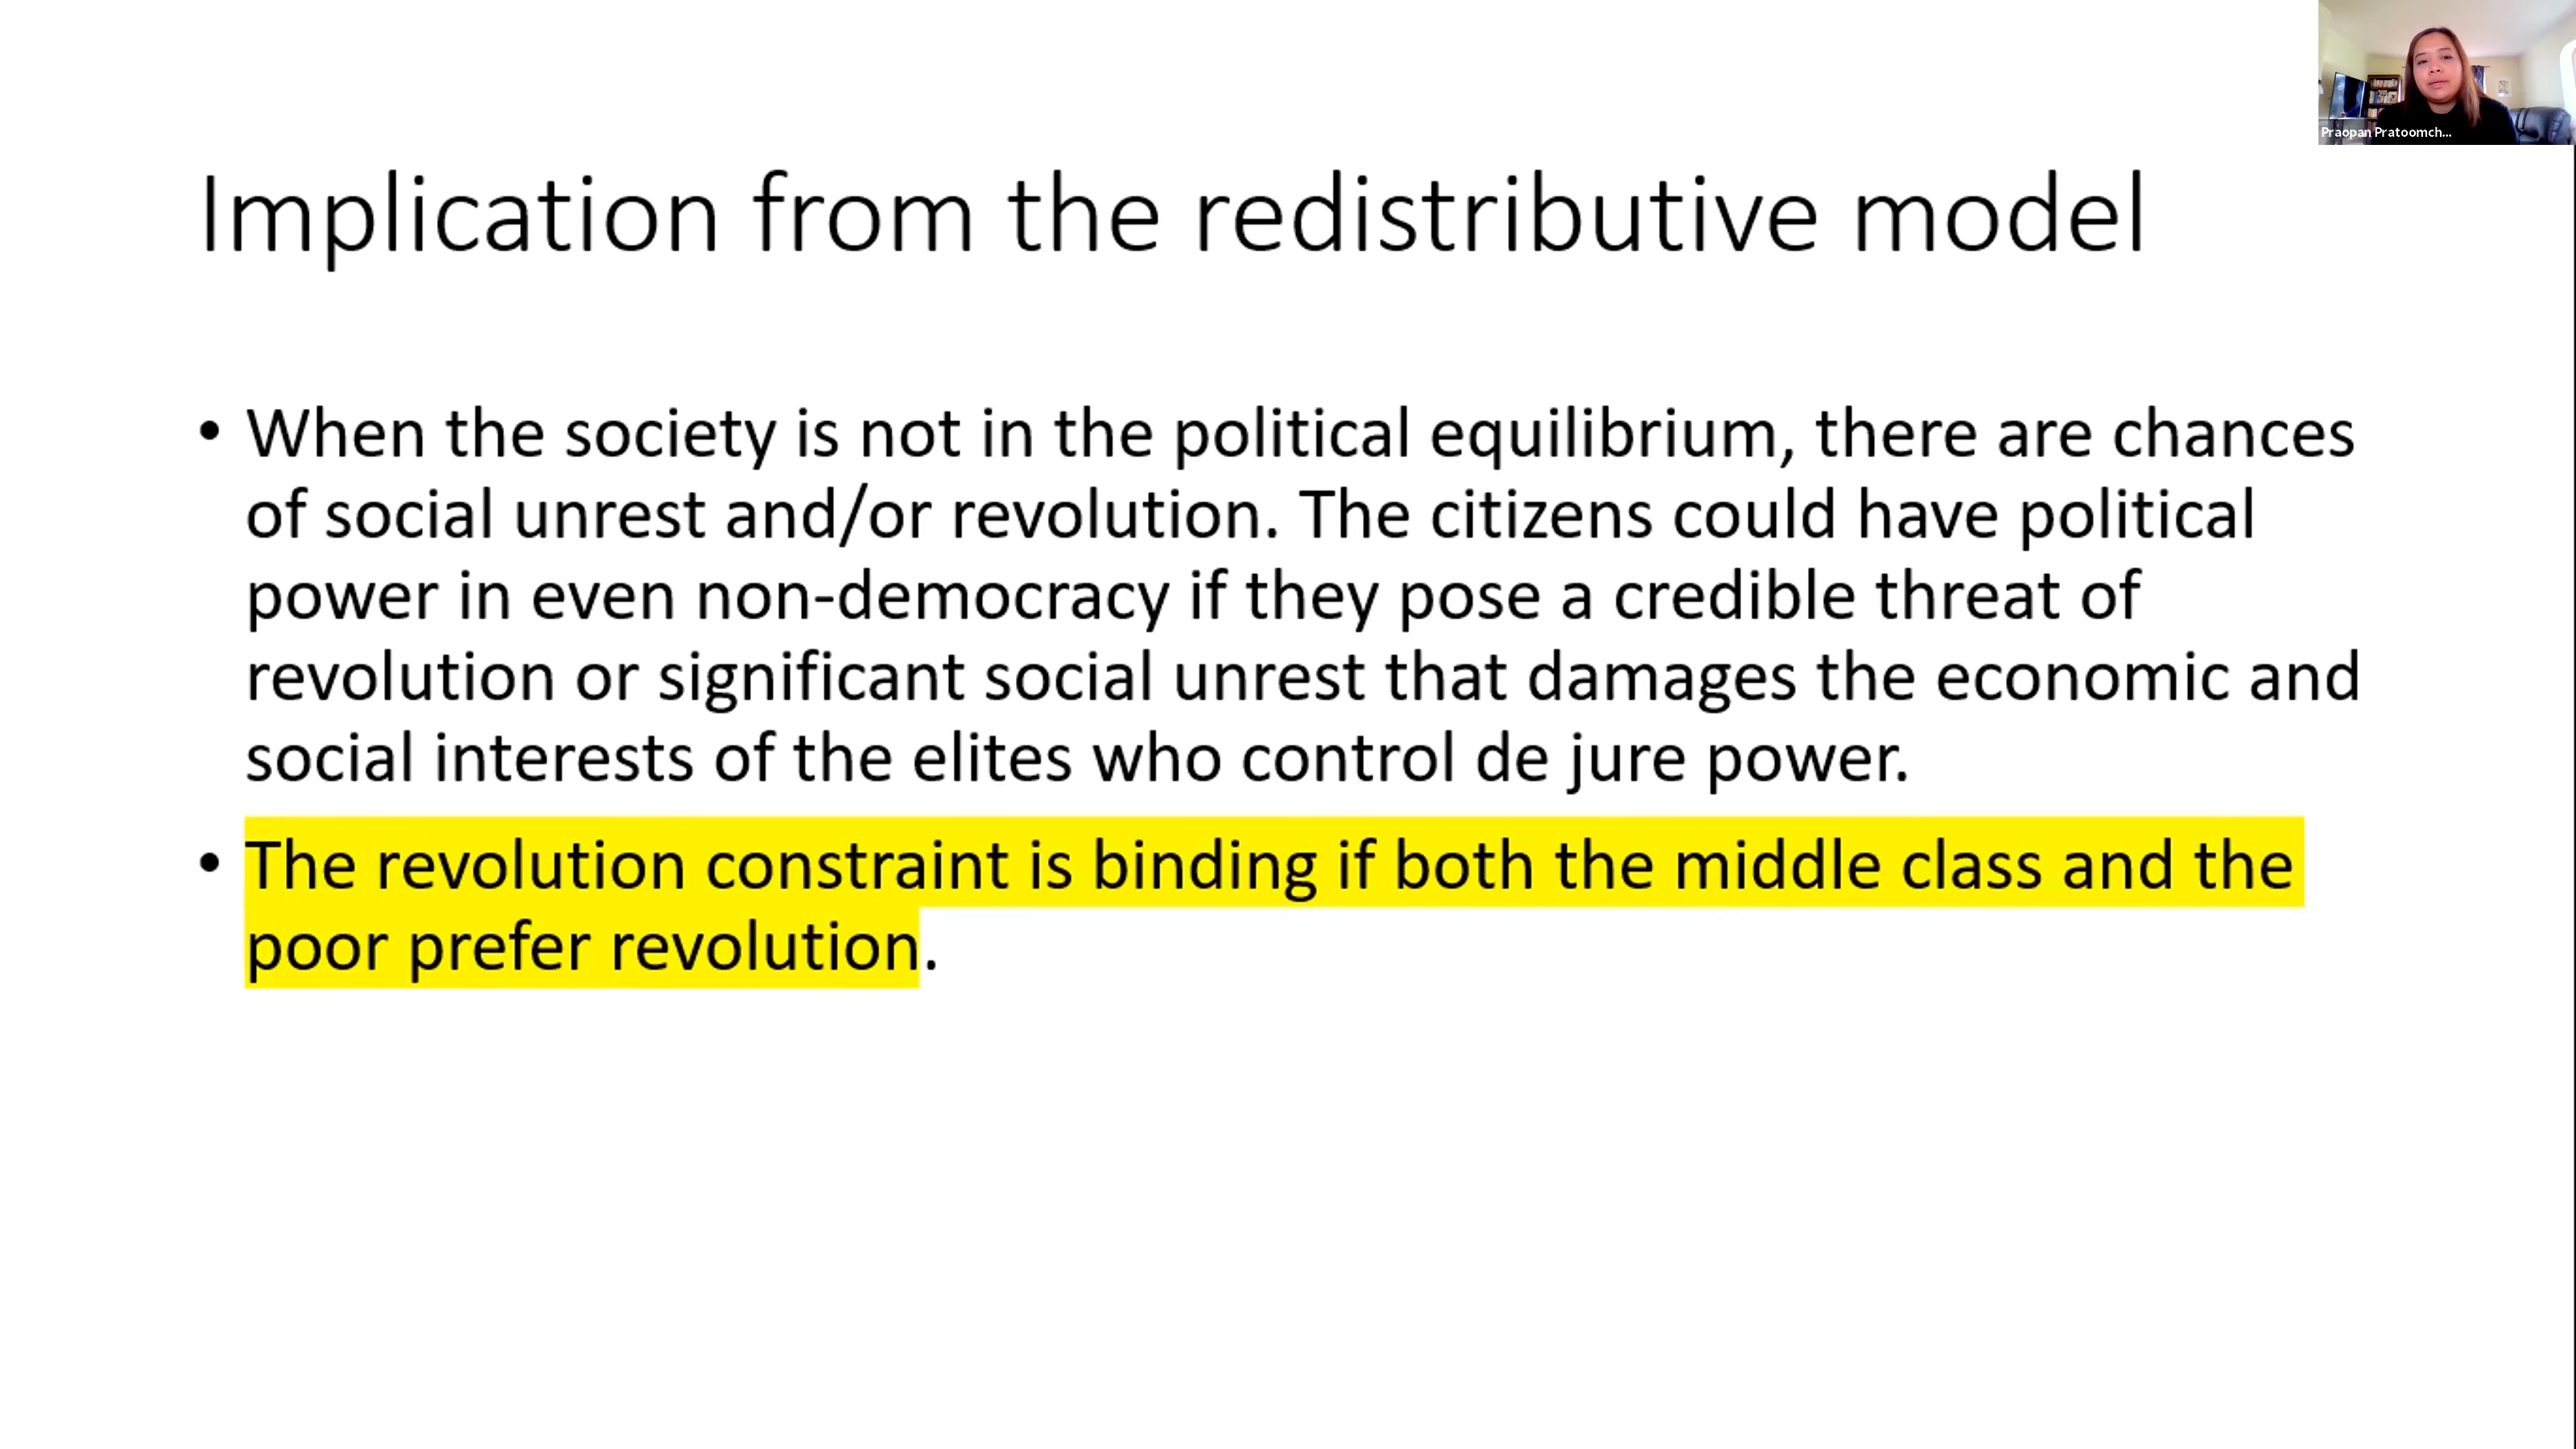 Praopan Pratoomch...
Implication from the redistributive model
• When the society is not in the political equilibrium, there are chances
of social unrest and/or revolution. The citizens could have political
power in even non-democracy if they pose a credible threat of
revolution or significant social unrest that damages the economic and
social interests of the elites who control de jure power.
• The revolution constraint is binding if both the middle class and the
poor prefer revolution.